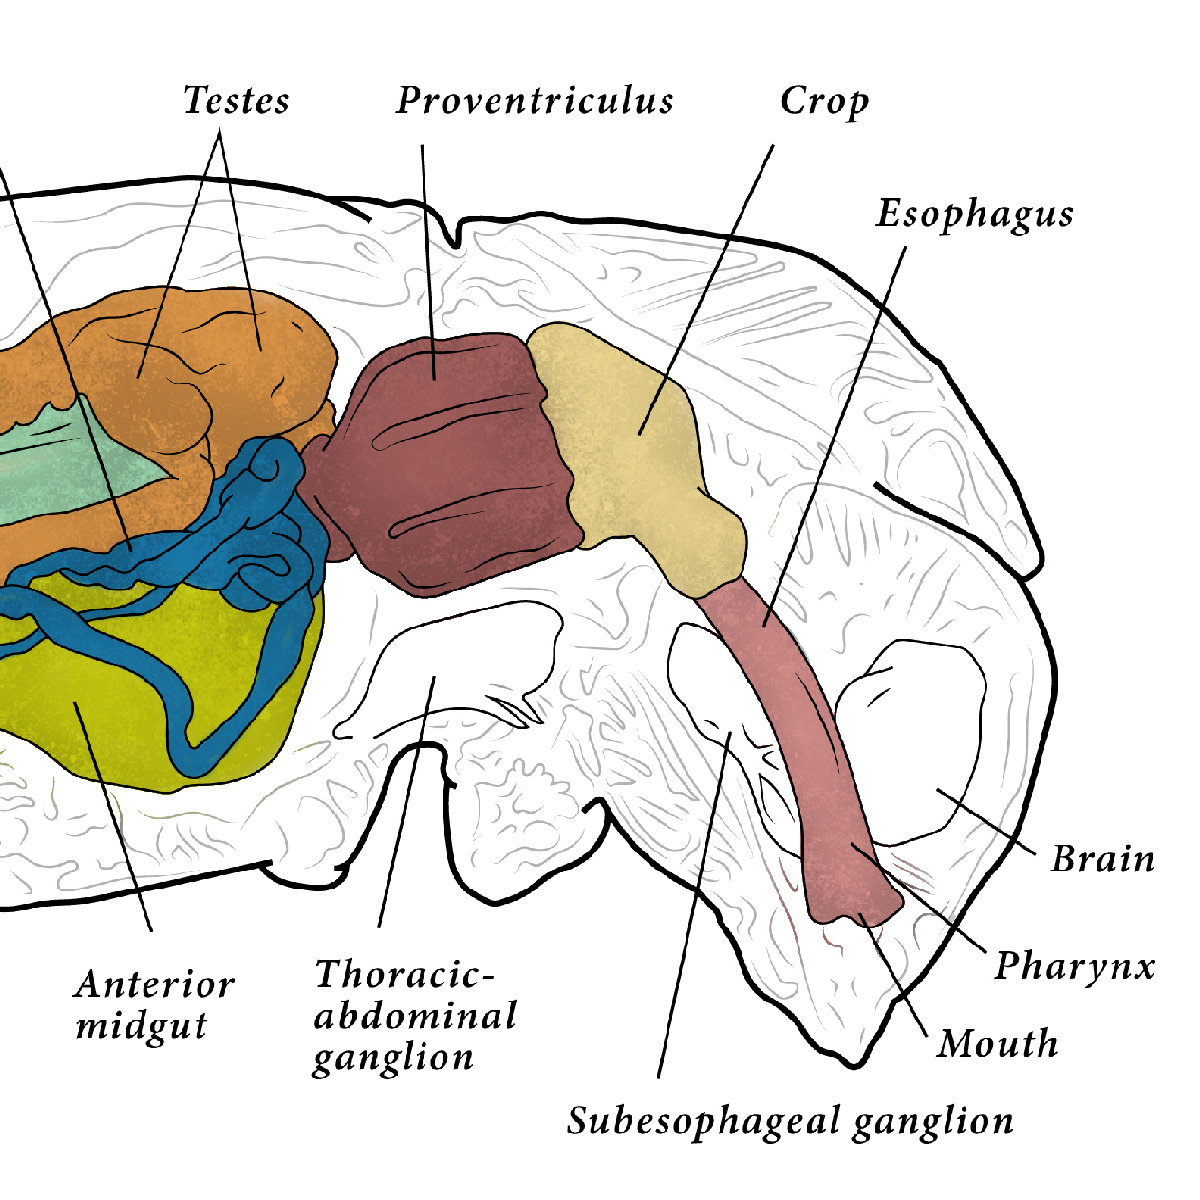 Testes
Proventriculus
Crop
Esophagus
Brain
Pharynx
Mouth
Anterior
midgut
Thoracic-
abdominal
ganglion
Subesophageal ganglion